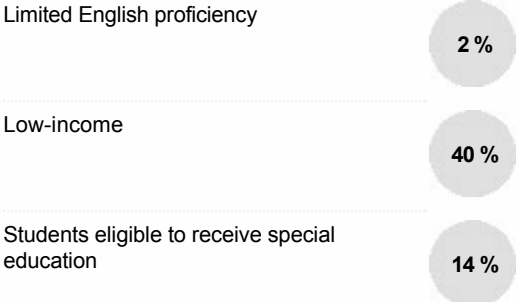 Limited English proficiency
2 %
Low-income
40 %
Students eligible to receive special
education
14 %